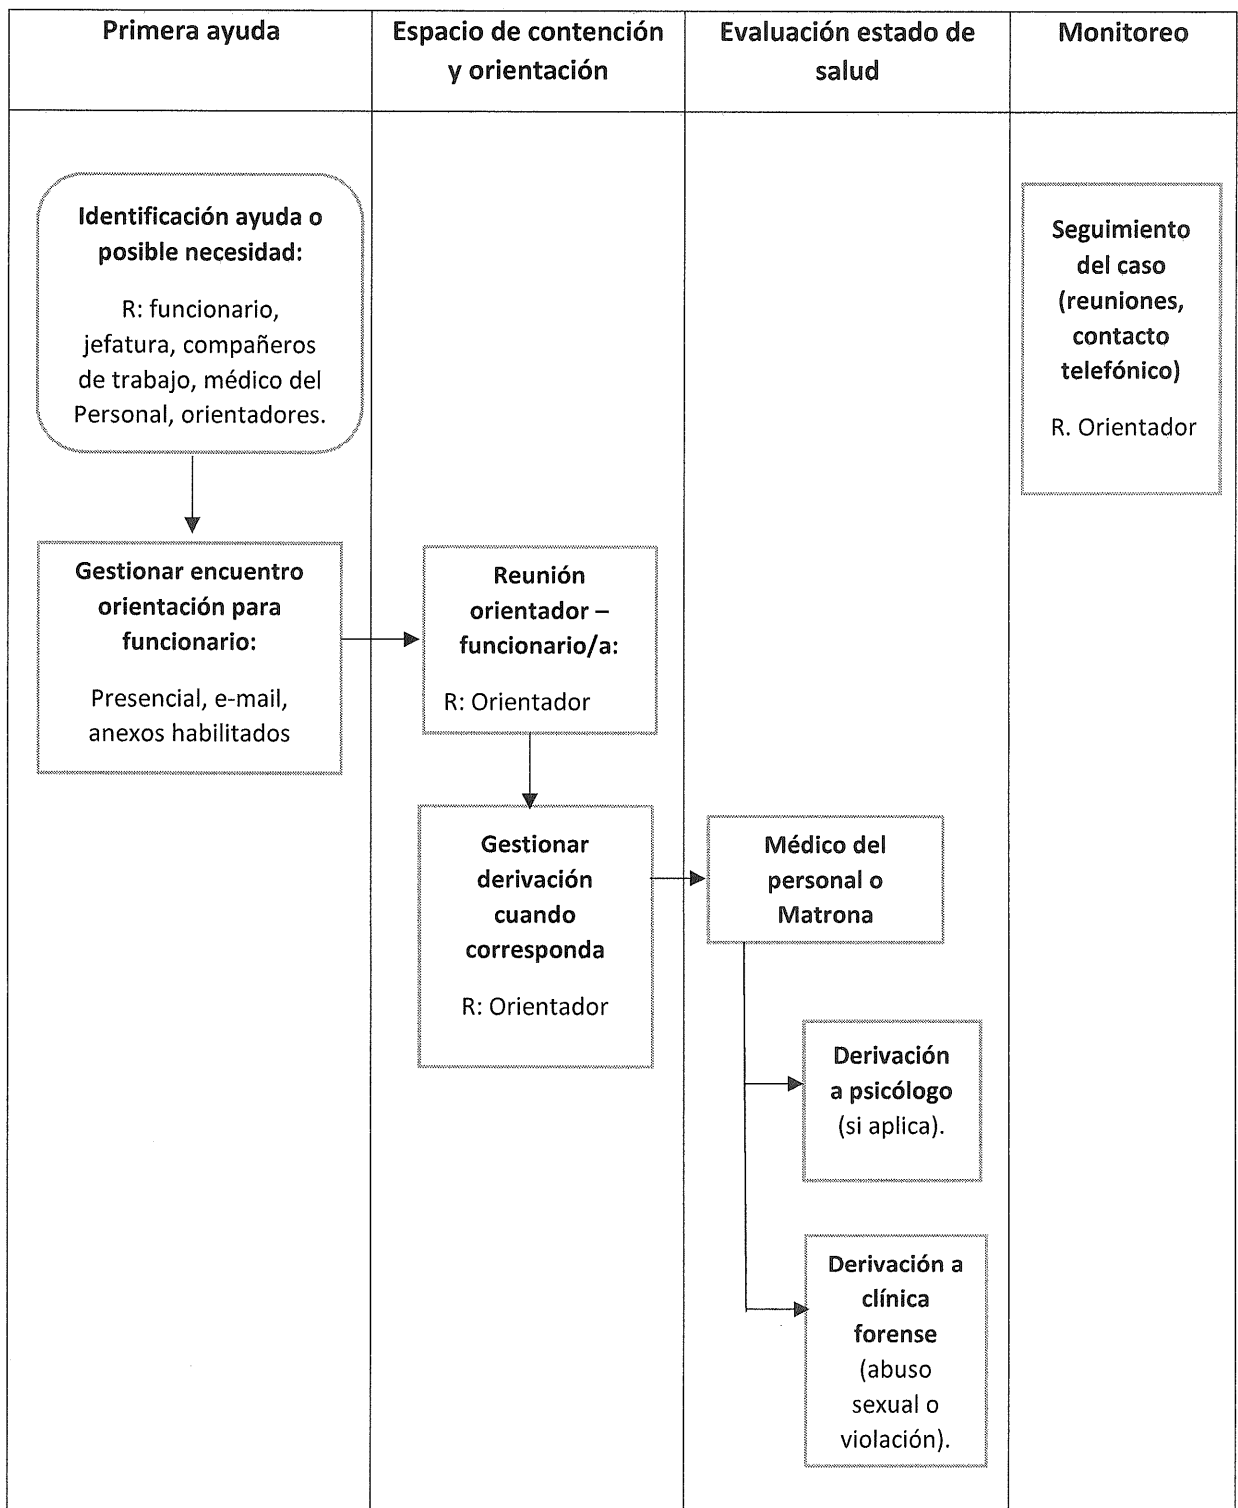 Primera ayuda
Espacio de contención
y orientación
Evaluación estado de
salud
Monitoreo
Identificación ayuda o
posible necesidad:
R: funcionario,
jefatura, compañeros
de trabajo, médico del
Personal, orientadores.
Gestionar encuentro
orientación para
funcionario:
Presencial, e-mail,
anexos habilitados
Reunión
orientador –
funcionario/a:
R: Orientador
Gestionar
derivación
cuando
corresponda
R: Orientador
Médico del
personal o
Matrona
Derivación
a psicólogo
(si aplica).
Derivación a
clínica
forense
(abuso
sexual o
violación).
Seguimiento
del caso
(reuniones,
contacto
telefónico)
R. Orientador